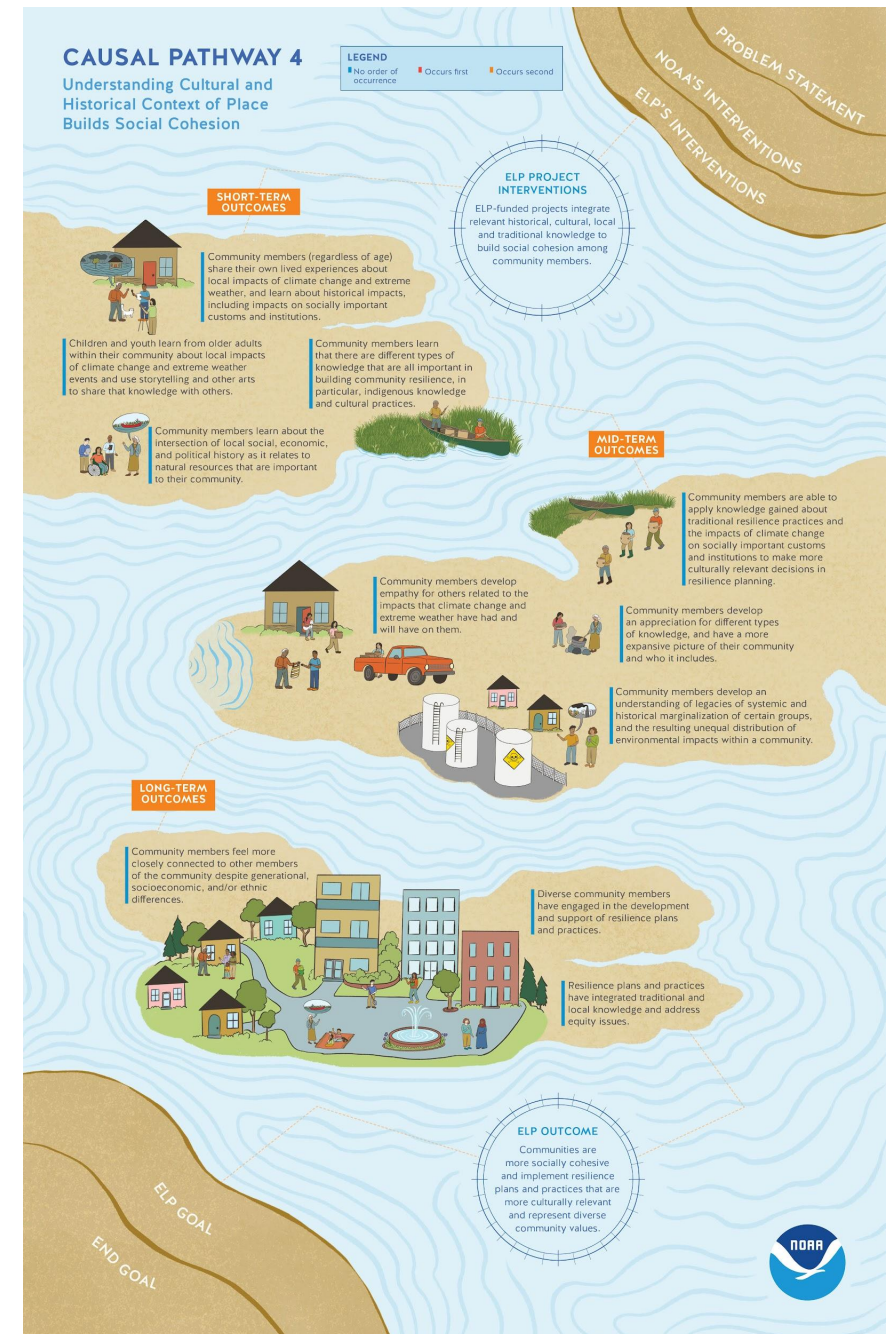 CAUSAL PATHWAY 4
Understanding Cultural and
Historical Context of Place
Builds Social Cohesion
LEGEND
No order of
occurrence
Occurs first
Occurs second
PROBLEM STATEMENT
NOAA'S INTERVENTIONS
ELP'S INTERVENTIONS
ELP PROJECT
INTERVENTIONS
ELP-funded projects integrate
relevant historical, cultural, local
and traditional knowledge to
build social cohesion among
community members.
SHORT-TERM
OUTCOMES
Community members (regardless of age)
share their own lived experiences about
local impacts of climate change and extreme
weather, and learn about historical impacts,
including impacts on socially important
customs and institutions.
Children and youth learn from older adults
within their community about local impacts
of climate change and extreme weather
events and use storytelling and other arts
to share that knowledge with others.
Community members learn
that there are different types of
knowledge that are all important in
building community resilience, in
particular, indigenous knowledge
and cultural practices.
Community members learn about the
intersection of local social, economic,
and political history as it relates to
natural resources that are important
to their community.
MID-TERM
OUTCOMES
Community members are able to
apply knowledge gained about
traditional resilience practices and
the impacts of climate change
on socially important customs
and institutions to make more
culturally relevant decisions in
resilience planning.
Community members develop
empathy for others related to the
impacts that climate change and
extreme weather have had and
will have on them.
Community members develop
an appreciation for different types
of knowledge, and have a more
expansive picture of their community
and who it includes.
Community members develop an
understanding of legacies of systemic and
historical marginalization of certain groups,
and the resulting unequal distribution of
environmental impacts within a community.
LONG-TERM
OUTCOMES
Community members feel more
closely connected to other members
of the community despite generational,
socioeconomic, and/or ethnic
differences.
Diverse community members
have engaged in the development
and support of resilience plans
and practices.
Resilience plans and practices
have integrated traditional and
local knowledge and address
equity issues.
ELP OUTCOME
Communities are
more socially cohesive
and implement resilience
plans and practices that are
more culturally relevant
and represent diverse
community values.
ELP GOAL
END GOAL
NOAA